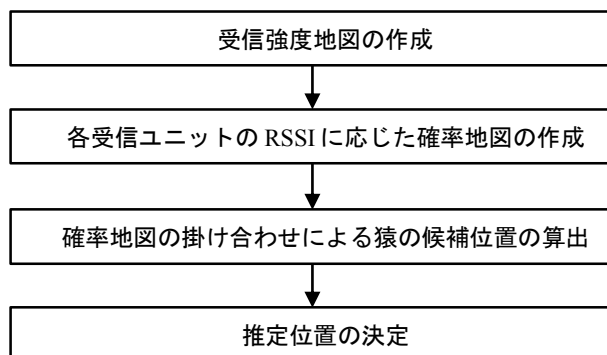 受信強度地図の作成
各受信ユニットの RSSI に応じた確率地図の作成
確率地図の掛け合わせによる猿の候補位置の算出
推定位置の決定